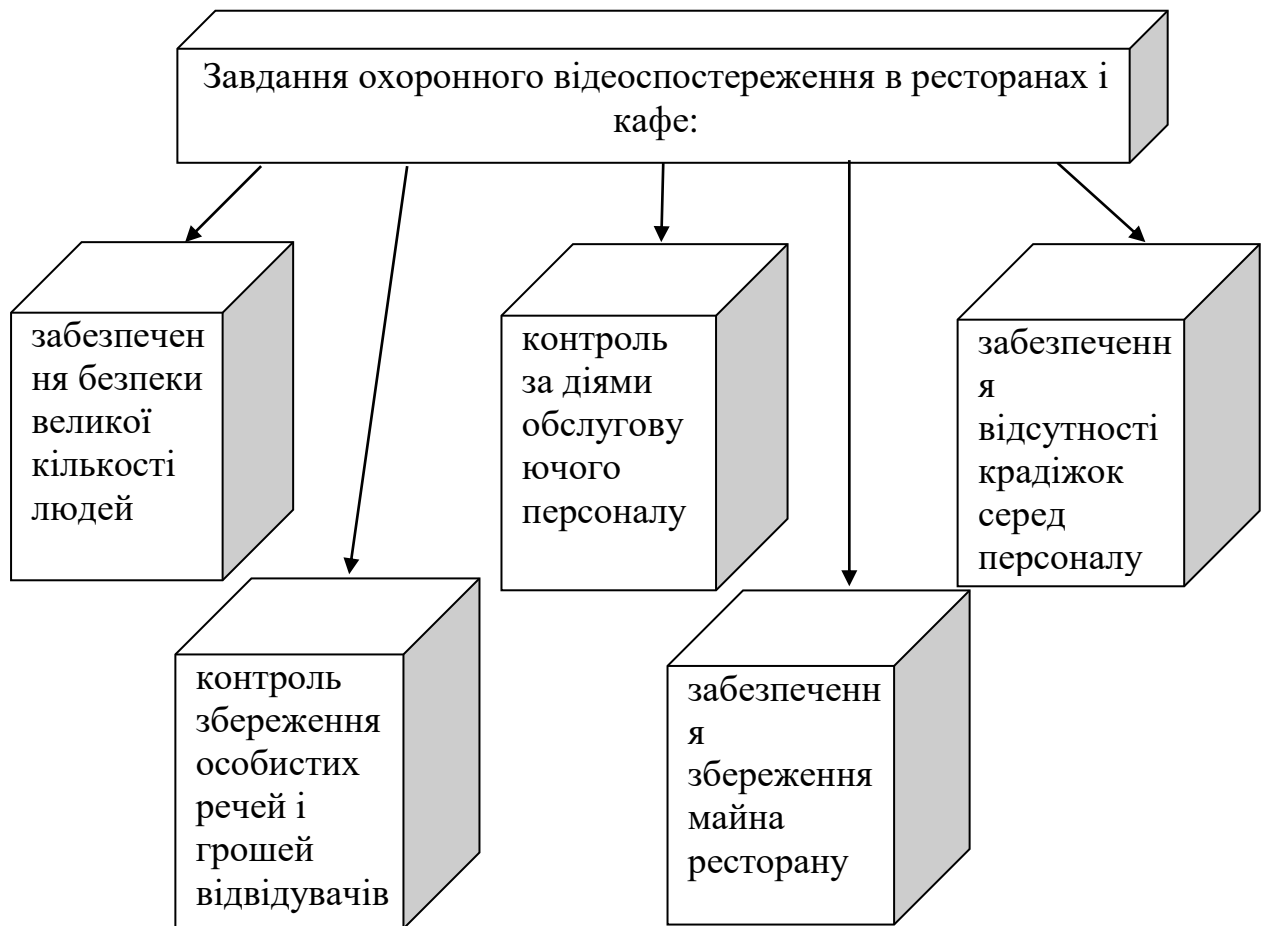 Завдання охоронного відеоспостереження в ресторанах і
кафе:
забезпечен
ня безпеки
великої
кількості
людей
контроль
за діями
обслугову
ючого
персоналу
забезпеченн
я
відсутності
крадіжок
серед
персоналу
контроль
збереження
особистих
речей і
грошей
відвідувачів
забезпеченн
я
збереження
майна
ресторану